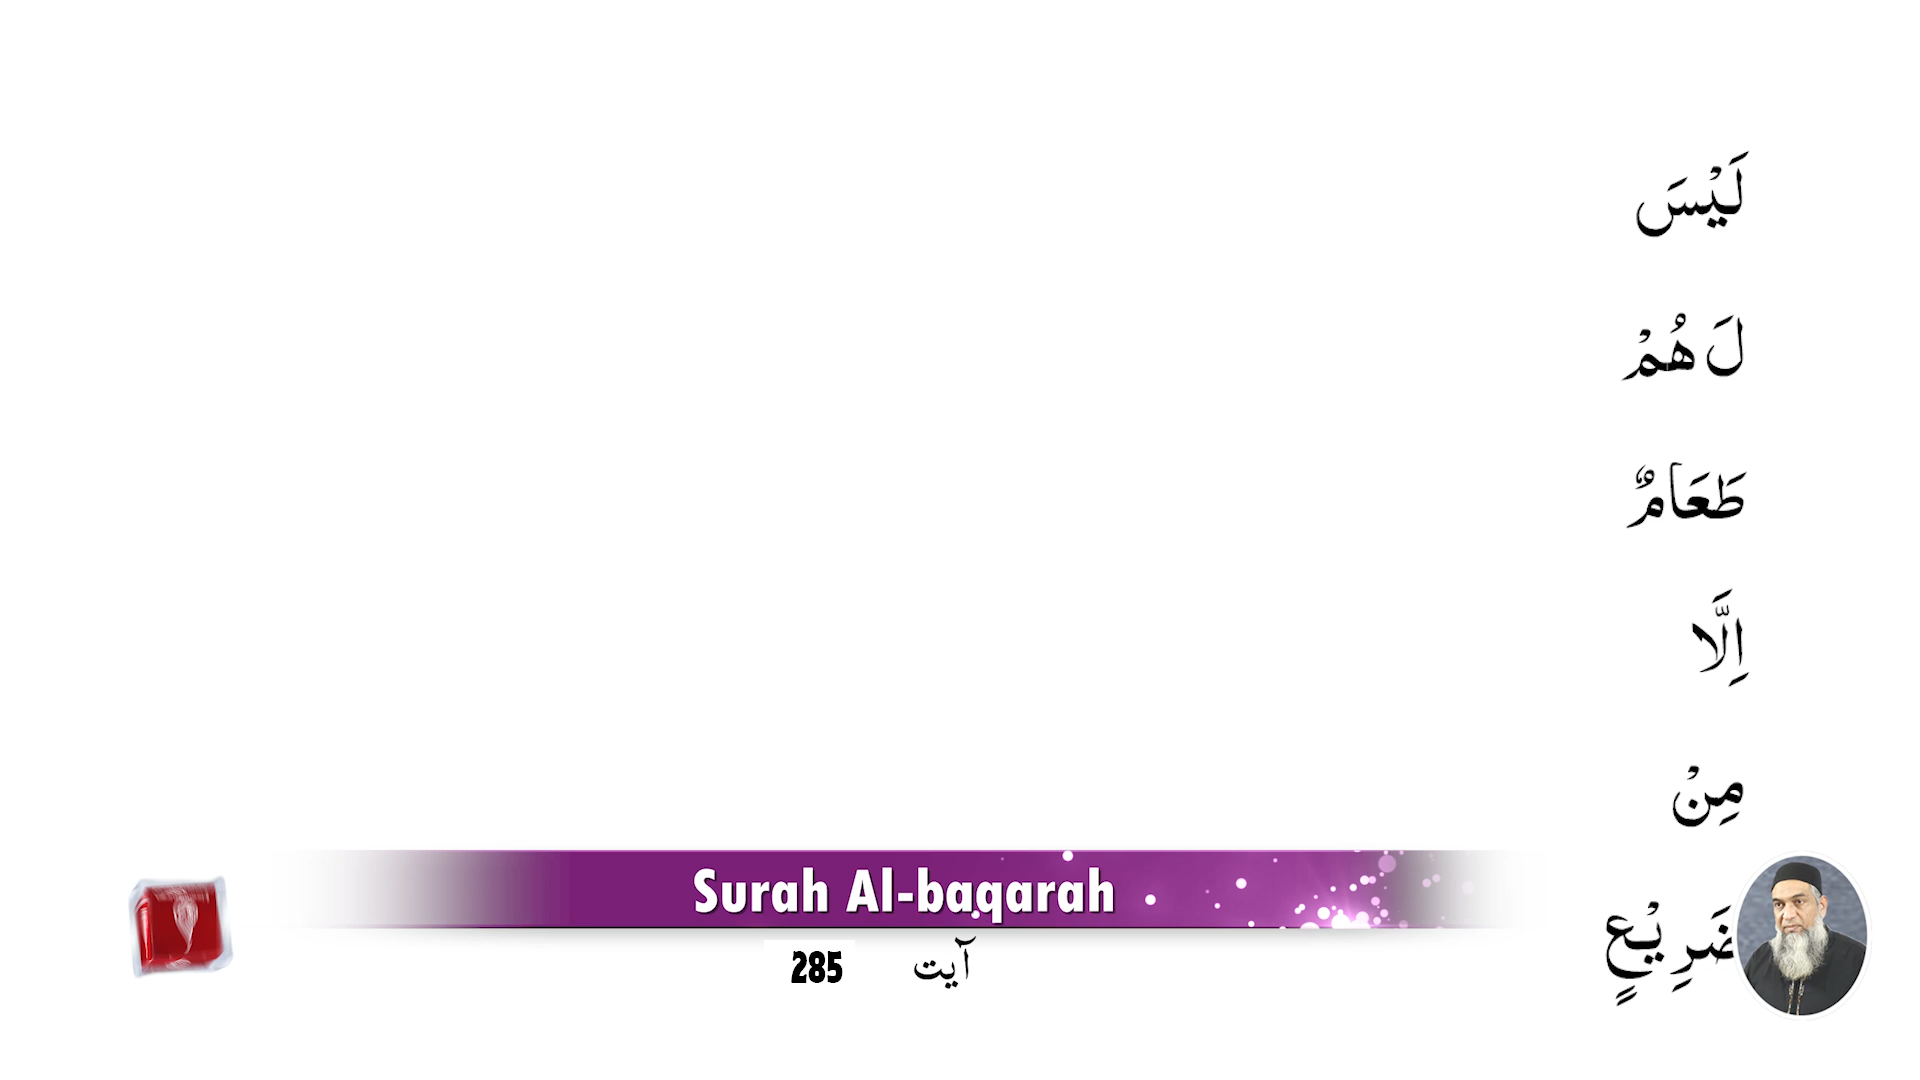 لَيْسَ
لَ هُمْ
طَعَامٌ
اِلَّا
مِنْ
ضَرِيْعٍ
Surah Al-baqarah
285 آیت